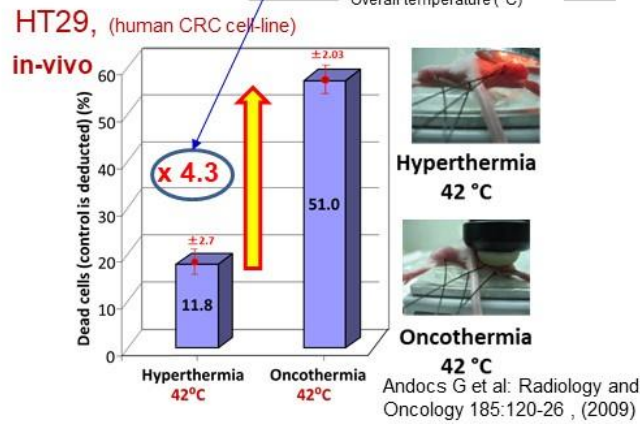 Overall temperature (°C)
HT29, (human CRC cell-line)
in-vivo
Dead cells (control is deducted) (%)
60
50
40
30
20
10
0
x 4.3
±2.7
11.8
±2.03
51.0
Hyperthermia
42°C
Oncothermia
42°C
Hyperthermia
42 °C
Oncothermia
42 °C
Andocs G et al: Radiology and
Oncology 185:120-26 , (2009)